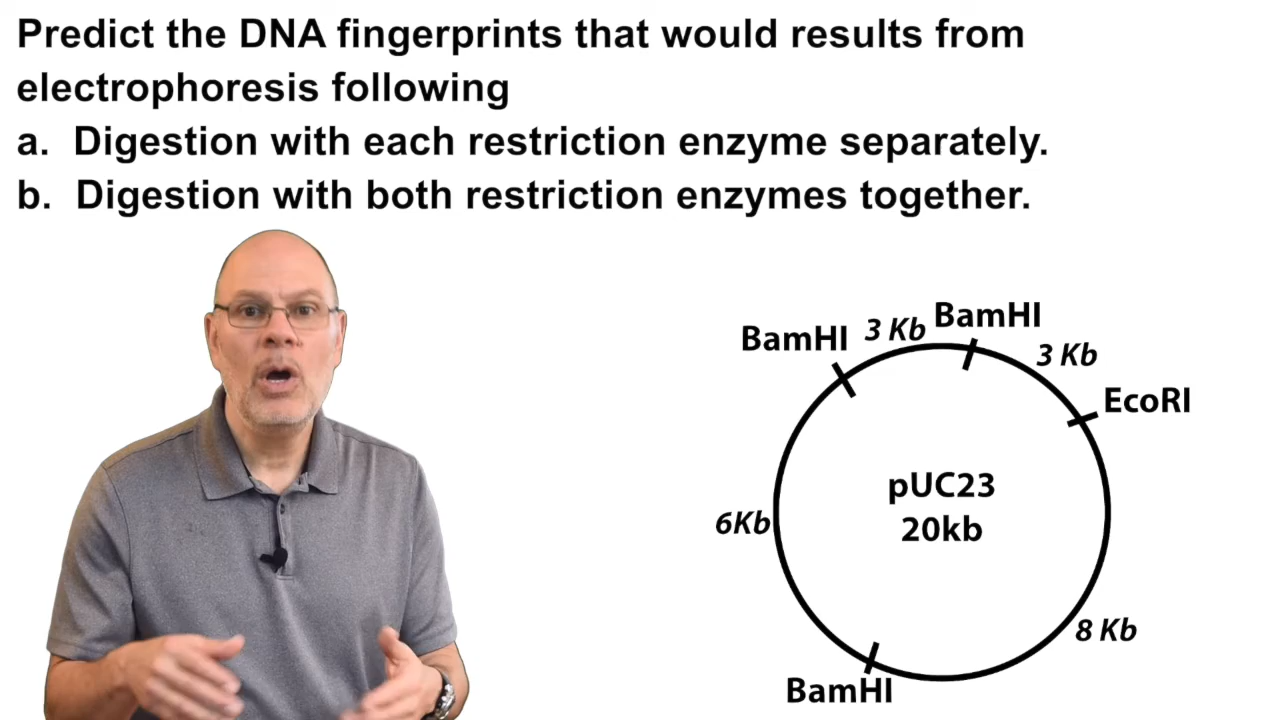 Predict the DNA fingerprints that would results from
electrophoresis following
a. Digestion with each restriction enzyme separately.
b. Digestion with both restriction enzymes together.
BamHI 3 Kb BamHI
3 Kb
EcoRI
pUC23
20kb
6Kb
8 Kb
BamHI